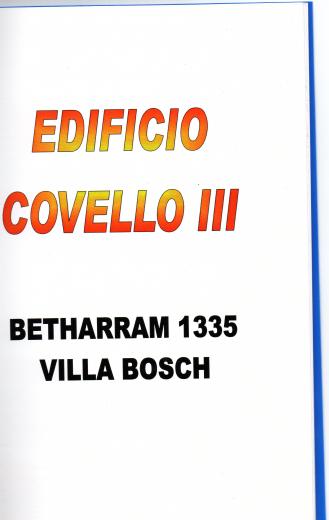 EDIFICIO
COVELLO III
BETHARRAM 1335
VILLA BOSCH